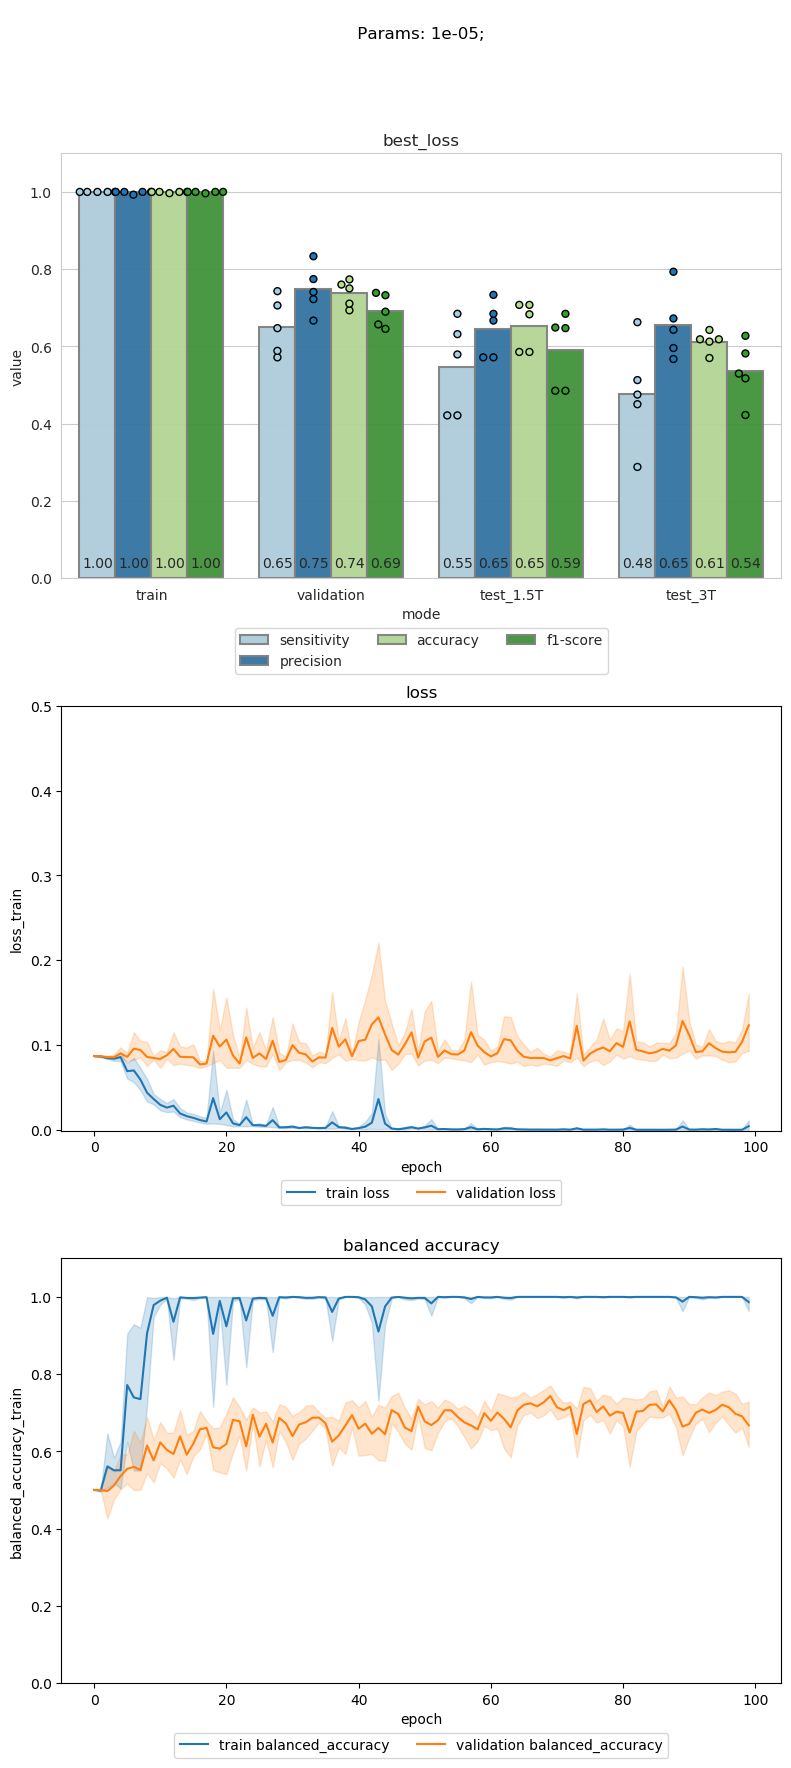 Params: 1e-05;
best_loss
1.0
0.8
0.6
0.4
0.2
0.0
value
1.00 1.00 1.00 1.00 0.65 0.75 0.74 0.69 0.55 0.65 0.65 0.59 0.48 0.65 0.61 0.54
train validation test_1.5T test_3T
mode
sensitivity accuracy f1-score
precision
loss
0.5
0.4
0.3
0.2
0.1
0.0
loss_train
0 20 40 60 80 100
epoch
train loss validation loss
balanced accuracy
1.0
0.8
0.6
0.4
0.2
0.0
balanced_accuracy_train
0 20 40 60 80 100
epoch
train balanced_accuracy validation balanced_accuracy